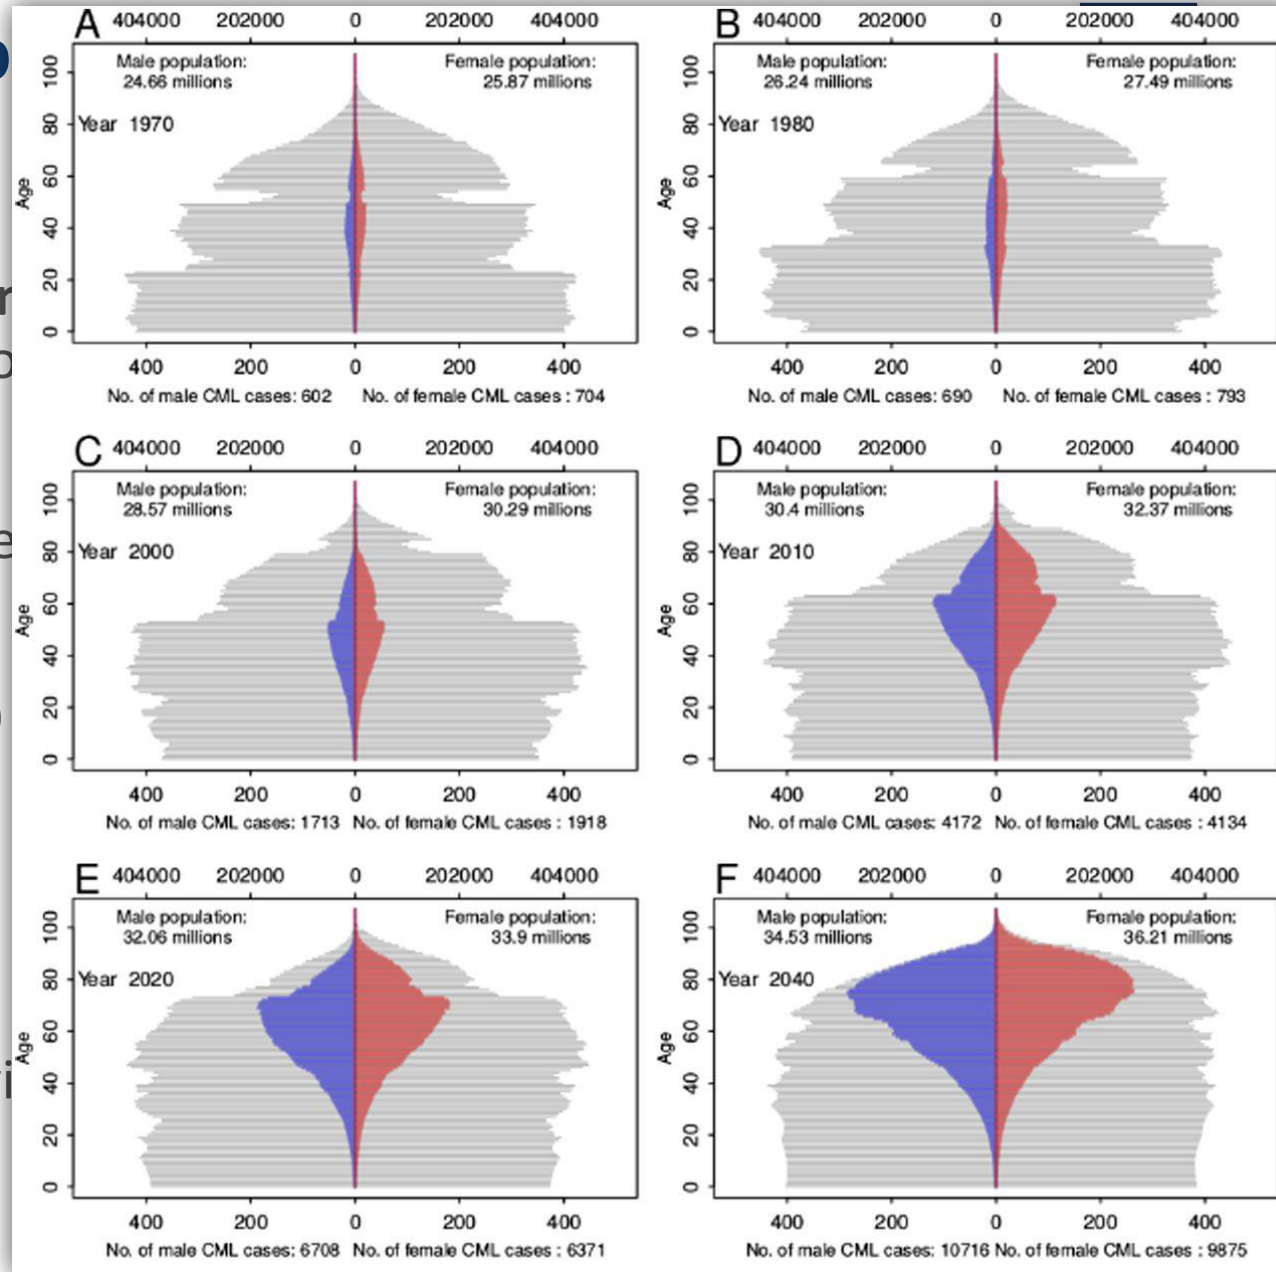 A 404000 202000 0 202000 404000
Male population: Female population:
24.66 millions 25.87 millions
Year 1970
Age
100
80
60
40
20
0
400 200 0 200 400
No. of male CML cases: 602 No. of female CML cases : 704
B 404000 202000 0 202000 404000
Male population: Female population:
26.24 millions 27.49 millions
Year 1980
Age
100
80
60
40
20
0
400 200 0 200 400
No. of male CML cases: 690 No. of female CML cases : 793
C 404000 202000 0 202000 404000
Male population: Female population:
28.57 millions 30.29 millions
Year 2000
Age
100
80
60
40
20
0
400 200 0 200 400
No. of male CML cases: 1713 No. of female CML cases : 1918
D 404000 202000 0 202000 404000
Male population: Female population:
30.4 millions 32.37 millions
Year 2010
Age
100
80
60
40
20
0
400 200 0 200 400
No. of male CML cases: 4172 No. of female CML cases : 4134
E 404000 202000 0 202000 404000
Male population: Female population:
32.06 millions 33.9 millions
Year 2020
Age
100
80
60
40
20
0
400 200 0 200 400
No. of male CML cases: 6708 No. of female CML cases : 6371
F 404000 202000 0 202000 404000
Male population: Female population:
34.53 millions 36.21 millions
Year 2040
Age
100
80
60
40
20
0
400 200 0 200 400
No. of male CML cases: 10716 No. of female CML cases : 9875